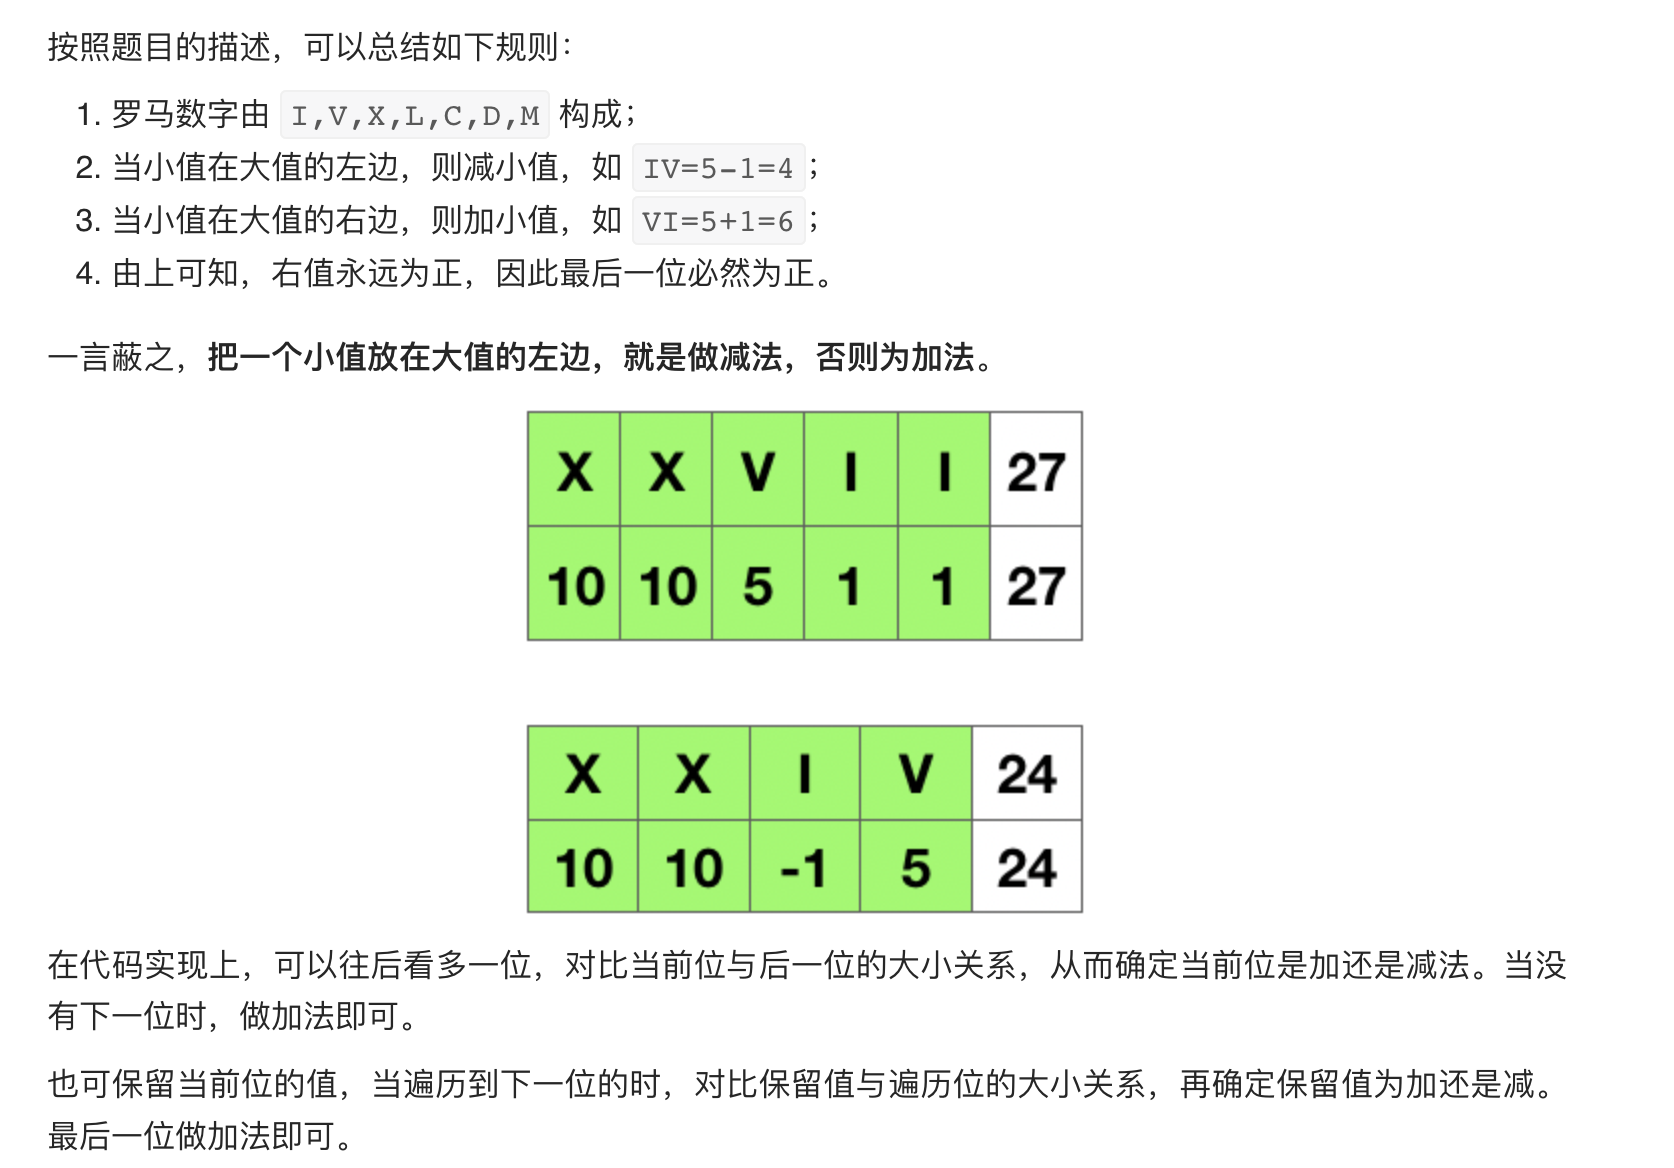 按照题目的描述，可以总结如下规则：
1. 罗马数字由 I,V,X,L,C,D,M 构成；
2. 当小值在大值的左边，则减小值，如 IV=5-1=4；
3. 当小值在大值的右边，则加小值，如 VI=5+1=6；
4. 由上可知，右值永远为正，因此最后一位必然为正。
一言蔽之，把一个小值放在大值的左边，就是做减法，否则为加法。
X X V I I 27
10 10 5 1 1 27
X X I V 24
10 10 -1 5 24
在代码实现上，可以往后看多一位，对比当前位与后一位的大小关系，从而确定当前位是加还是减法。当没
有下一位时，做加法即可。
也可保留当前位的值，当遍历到下一位的时，对比保留值与遍历位的大小关系，再确定保留值为加还是减。
最后一位做加法即可。